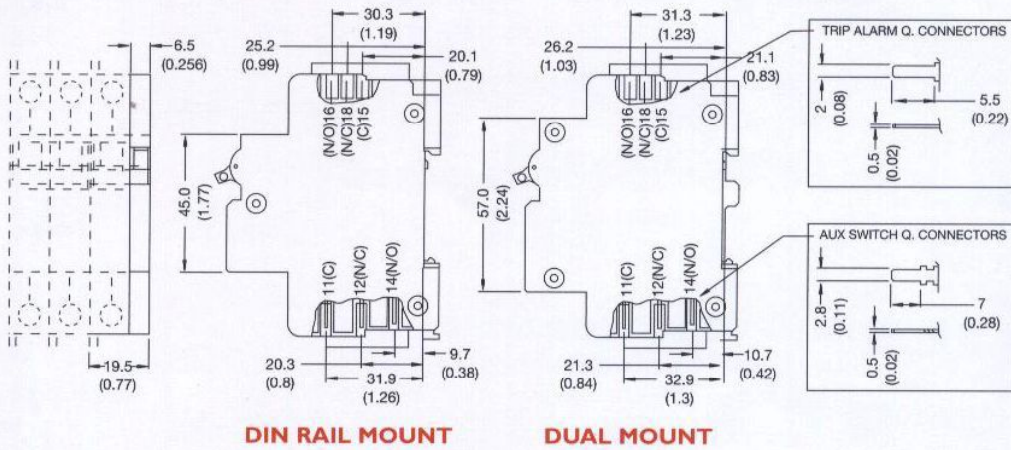 30.3
(1.19)
6.5
(0.256)
25.2
(0.99)
20.1
(0.79)
(N/O)16
(N/C)18
(C)15
45.0
(1.77)
11(C)
12(N/C)
14(N/O)
19.5
(0.77)
20.3
(0.8)
9.7
(0.38)
31.9
(1.26)
DIN RAIL MOUNT
31.3
(1.23)
26.2
(1.03)
21.1
(0.83)
(N/O)16
(N/C)18
(C)15
57.0
(2.24)
11(C)
12(N/C)
14(N/O)
21.3
(0.84)
10.7
(0.42)
32.9
(1.3)
DUAL MOUNT
TRIP ALARM Q. CONNECTORS
2
(0.08)
5.5
(0.22)
0.5
(0.02)
AUX SWITCH Q. CONNECTORS
2.8
(0.11)
7
(0.28)
0.5
(0.02)